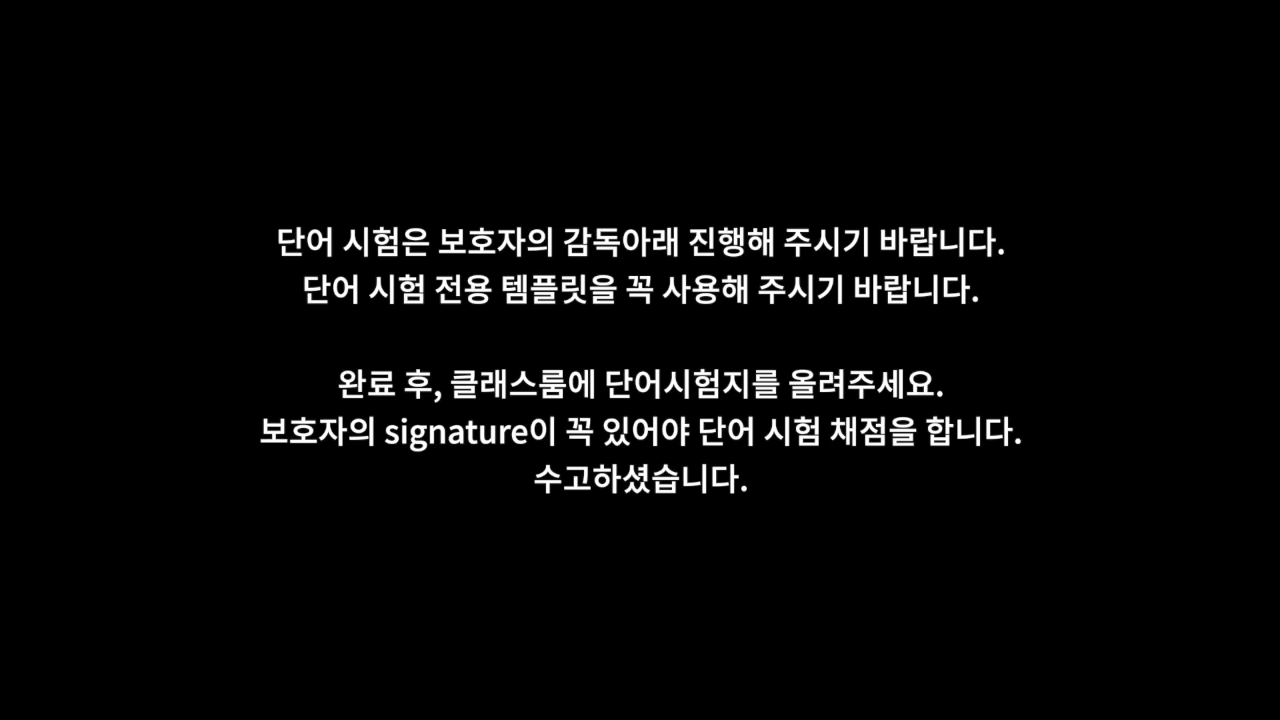 단어 시험은 보호자의 감독아래 진행해 주시기 바랍니다.
단어 시험 전용 템플릿을 꼭 사용해 주시기 바랍니다.
완료 후, 클래스룸에 단어시험지를 올려주세요.
보호자의 signature이 꼭 있어야 단어 시험 채점을 합니다.
수고하셨습니다.